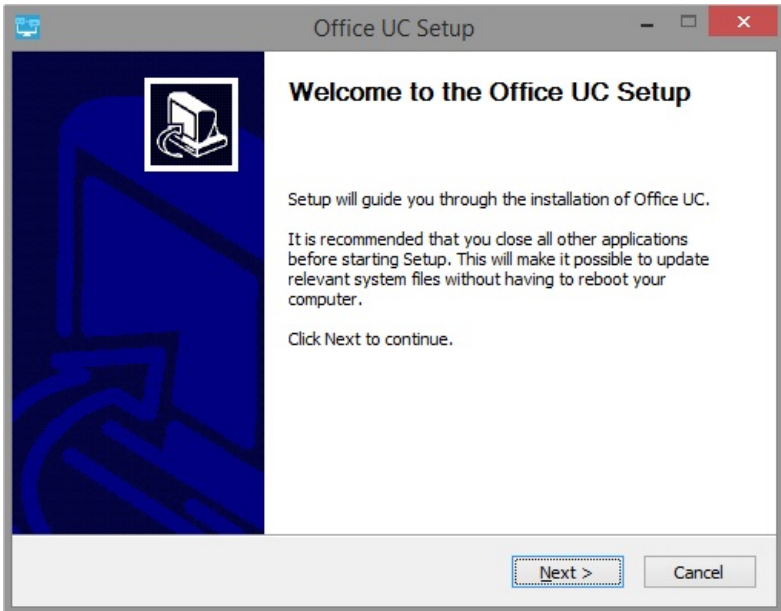 Office UC Setup
Welcome to the Office UC Setup
Setup will guide you through the installation of Office UC.
It is recommended that you close all other applications
before starting Setup. This will make it possible to update
relevant system files without having to reboot your
computer.
Click Next to continue.
Next >
Cancel